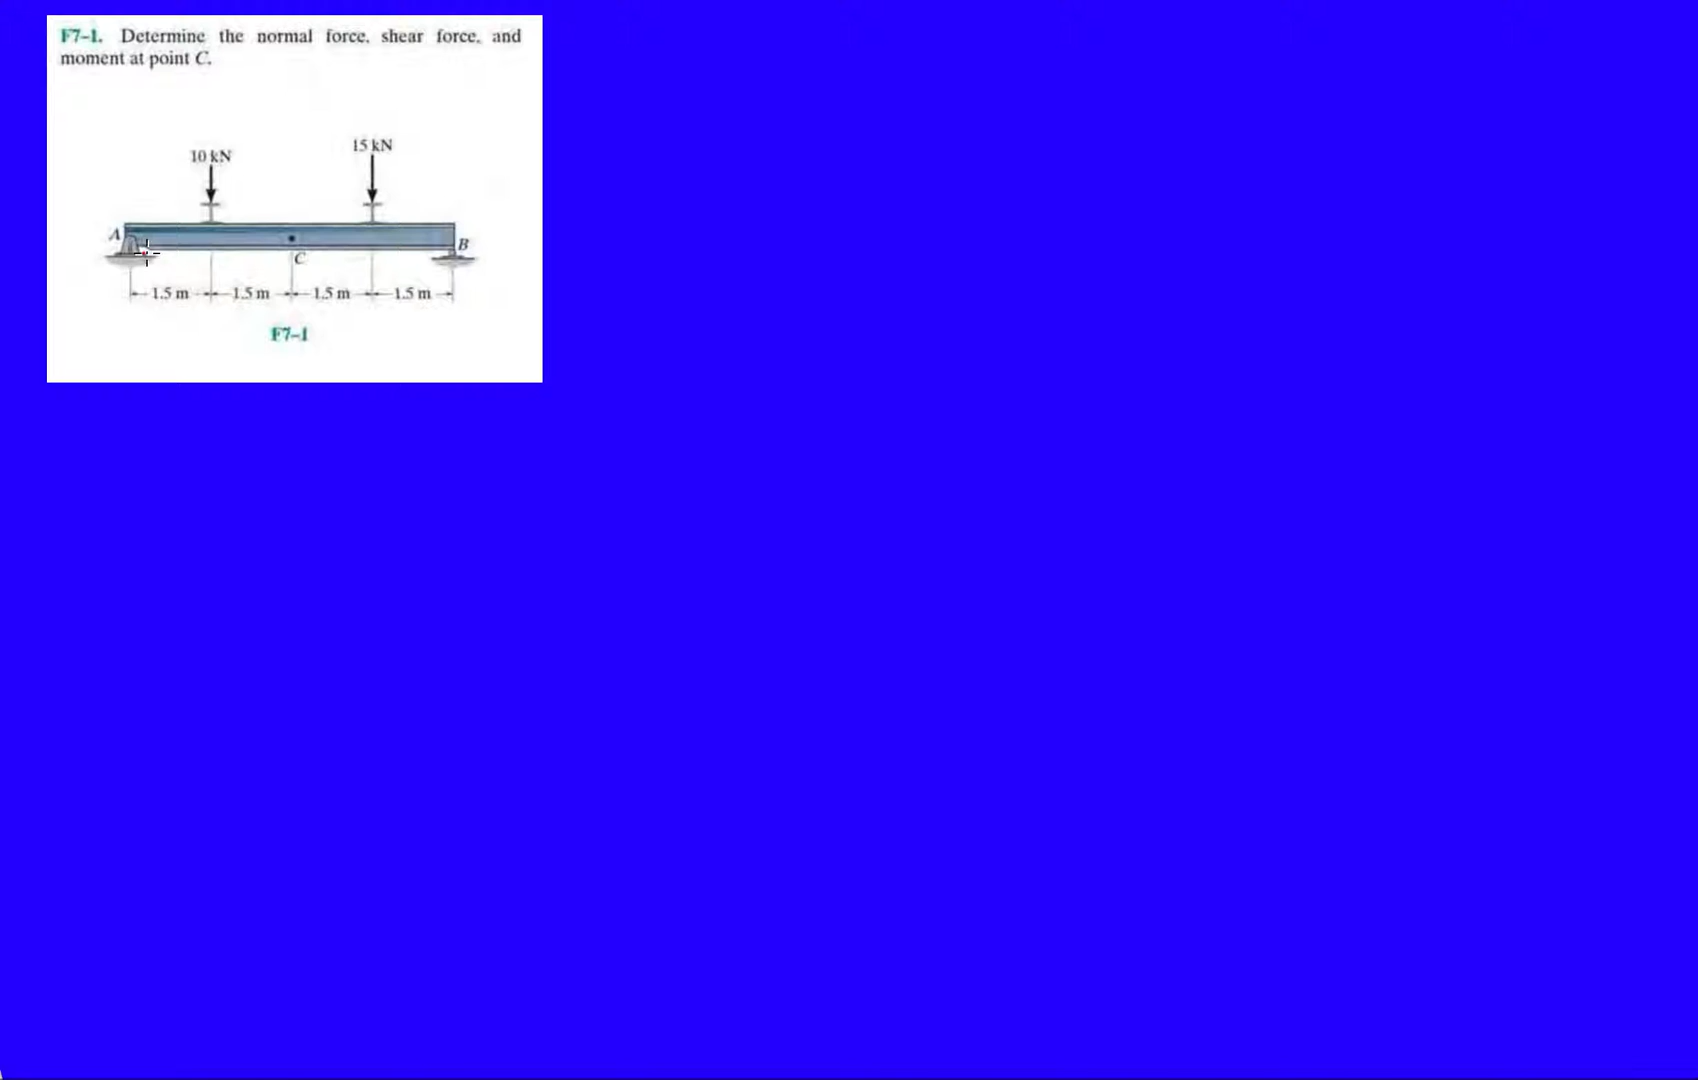 F7–1. Determine the normal force, shear force, and
moment at point C.
10 kN
15 kN
A
B
C
1.5 m 1.5 m 1.5 m 1.5 m
F7–1